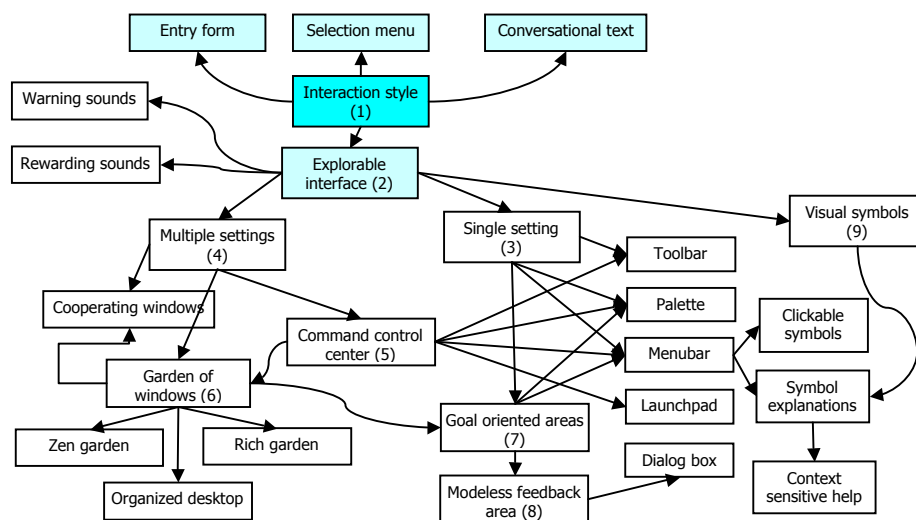 Entry form
Selection menu
Conversational text
Interaction style
(1)
Warning sounds
Rewarding sounds
Explorable
interface (2)
Multiple settings
(4)
Single setting
(3)
Visual symbols
(9)
Toolbar
Cooperating windows
Palette
Clickable
symbols
Command control
center (5)
Menubar
Garden of
windows (6)
Symbol
explanations
Launchpad
Zen garden
Rich garden
Goal oriented areas
(7)
Dialog box
Organized desktop
Modeless feedback
area (8)
Context
sensitive help